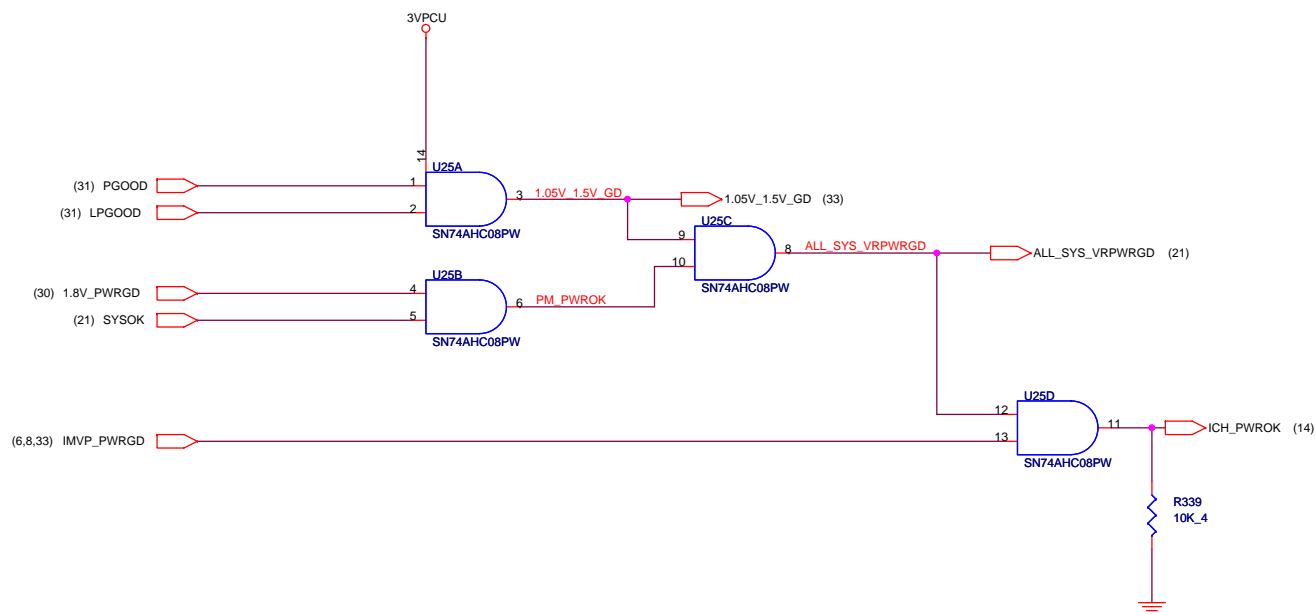 3VPCU
14
U25A
(31) PGOOD
1
3
1.05V_1.5V_GD
1.05V_1.5V_GD (33)
(31) LPGOOD
2
SN74AHC08PW
U25C
9
8
ALL_SYS_VRPWRGD
ALL_SYS_VRPWRGD (21)
10
SN74AHC08PW
U25B
(30) 1.8V_PWRGD
4
6
PM_PWROK
(21) SYSOK
5
SN74AHC08PW
U25D
12
11
ICH_PWROK (14)
(6,8,33) IMVP_PWRGD
13
SN74AHC08PW
R339
10K_4